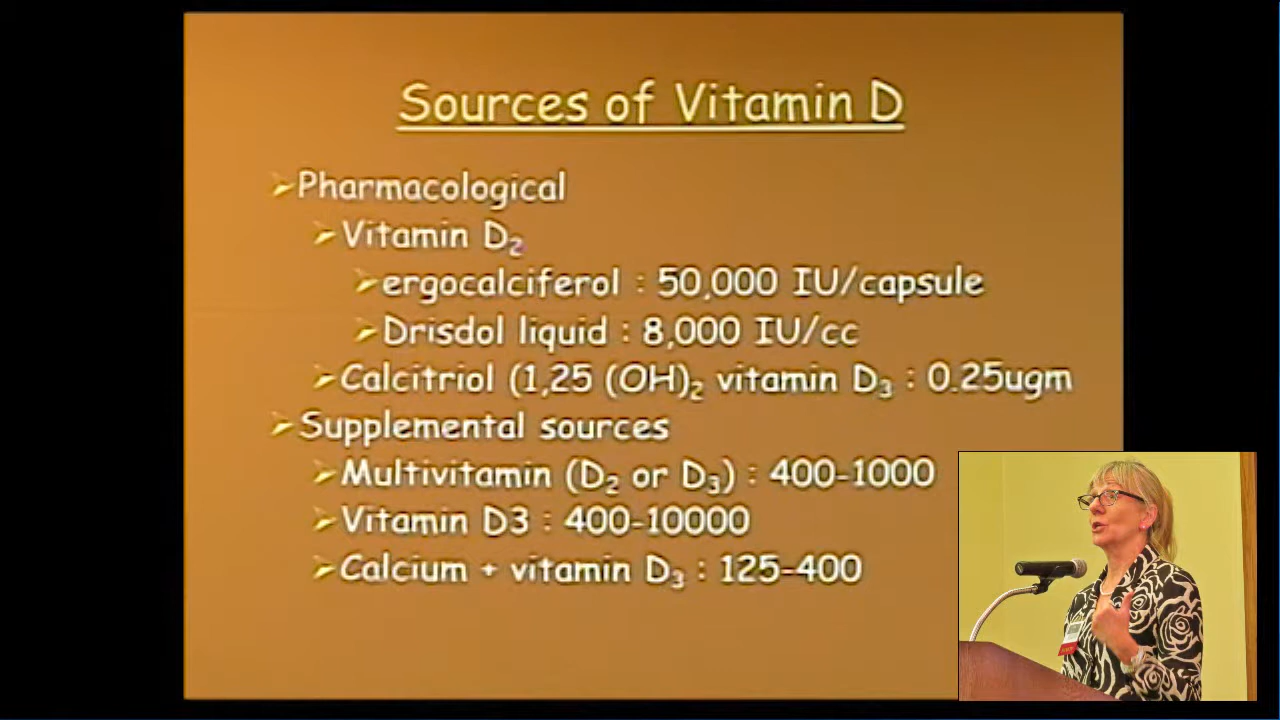 Sources of Vitamin D
Pharmacological
Vitamin D₂
ergocalciferol : 50,000 IU/capsule
Drisdol liquid : 8,000 IU/cc
Calcitriol (1,25 (OH)₂ vitamin D₃ : 0.25ugm
Supplemental sources
Multivitamin (D₂ or D₃) : 400-1000
Vitamin D3 : 400-10000
Calcium + vitamin D₃ : 125-400